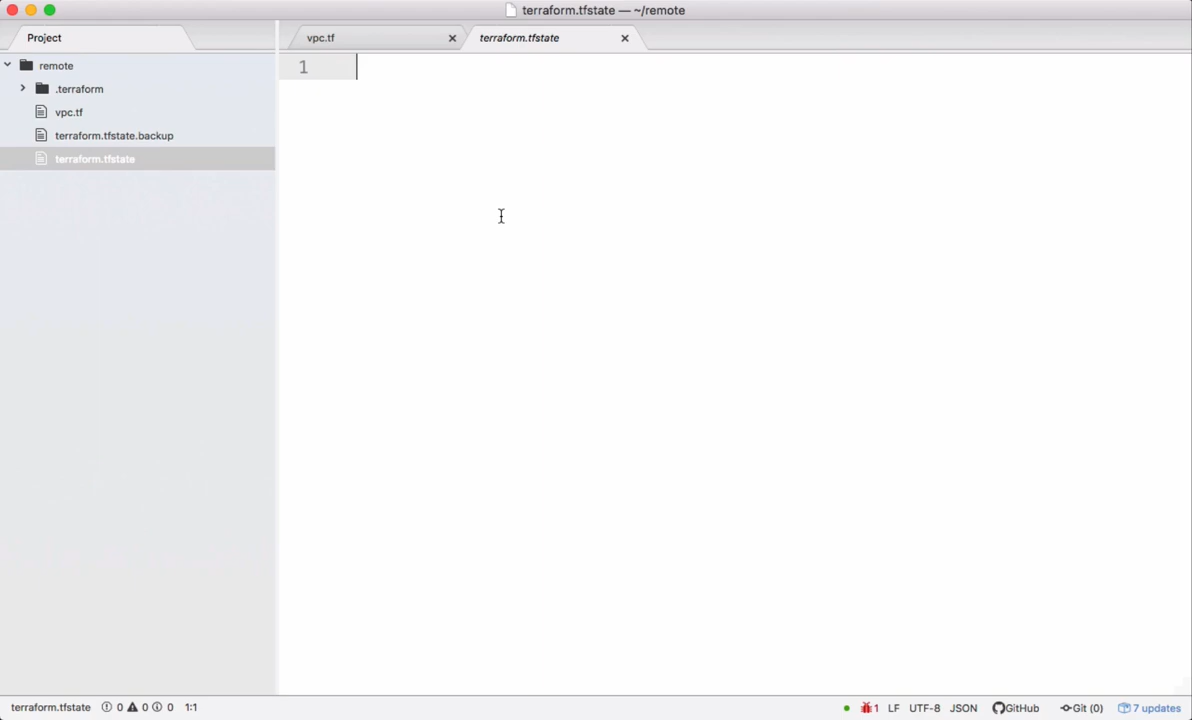 terraform.tfstate — ~/remote
Project
vpc.tf
terraform.tfstate
remote
.terraform
vpc.tf
terraform.tfstate.backup
terraform.tfstate
1
terraform.tfstate 0 0 0 1:1
1 LF UTF-8 JSON GitHub Git (0) 7 updates